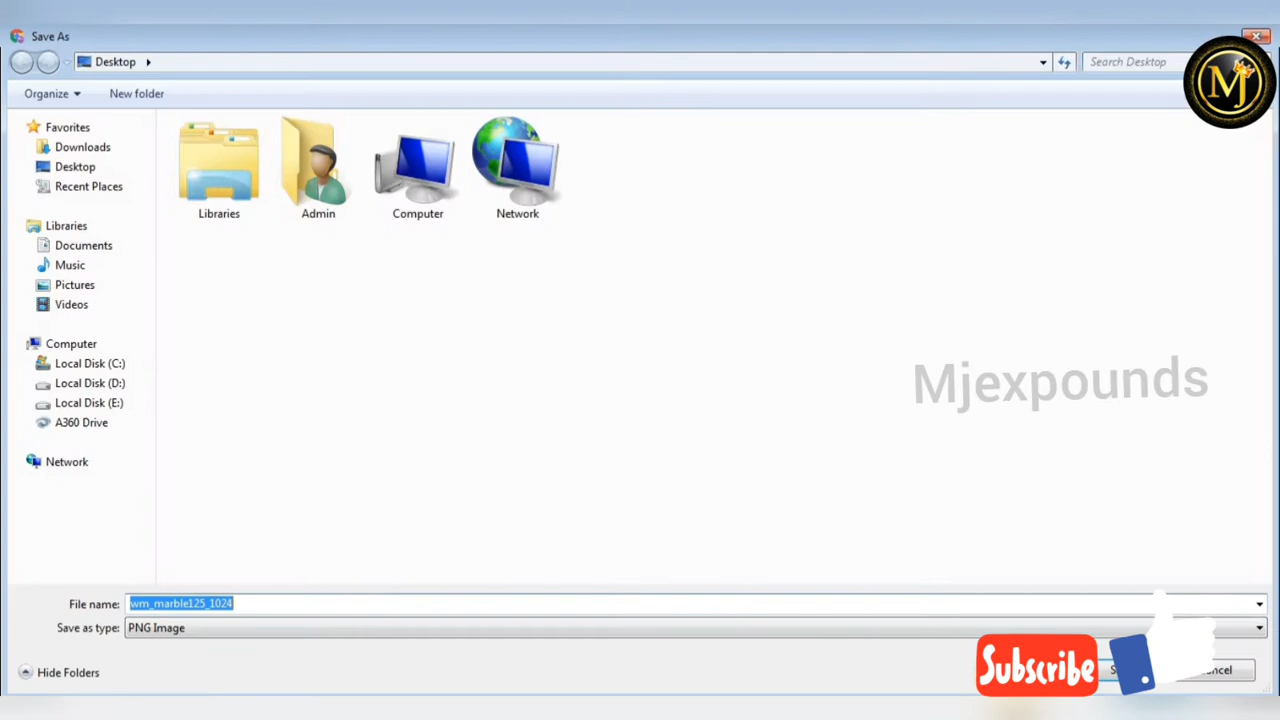 Save As
Desktop
Search Desktop
Organize
New folder
MJ
Favorites
Downloads
Desktop
Recent Places
Libraries
Documents
Music
Pictures
Videos
Computer
Local Disk (C:)
Local Disk (D:)
Local Disk (E:)
A360 Drive
Network
Libraries
Admin
Computer
Network
Mjexpounds
File name: wm_marble125_1024
Save as type: PNG Image
Hide Folders
Subscribe